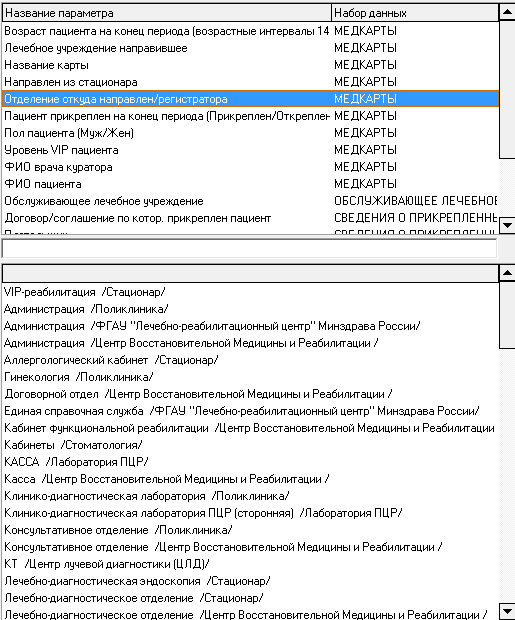 Название параметра Набор данных
Возраст пациента на конец периода (возрастные интервалы 14 МЕДКАРТЫ
Лечебное учреждение направившее МЕДКАРТЫ
Название карты МЕДКАРТЫ
Направлен из стационара МЕДКАРТЫ
Отделение откуда направлен/регистратора МЕДКАРТЫ
Пациент прикреплен на конец периода (Прикреплен/Откреплен МЕДКАРТЫ
Пол пациента (Муж/Жен) МЕДКАРТЫ
Уровень VIP пациента МЕДКАРТЫ
ФИО врача куратора МЕДКАРТЫ
ФИО пациента МЕДКАРТЫ
Обслуживающее лечебное учреждение ОБСЛУЖИВАЮЩЕЕ ЛЕЧЕБНОЕ
Договор/соглашение по котор. прикреплен пациент СВЕДЕНИЯ О ПРИКРЕПЛЕННЫ
СВЕДЕНИЯ О ПРИКРЕПЛЕННЫ
VIP-реабилитация /Стационар/
Администрация /Поликлиника/
Администрация /ФГАУ "Лечебно-реабилитационный центр" Минздрава России/
Администрация /Центр Восстановительной Медицины и Реабилитации /
Аллергологический кабинет /Стационар/
Гинекология /Поликлиника/
Договорной отдел /Центр Восстановительной Медицины и Реабилитации /
Единая справочная служба /ФГАУ "Лечебно-реабилитационный центр" Минздрава России/
Кабинет функциональной реабилитации /Центр Восстановительной Медицины и Реабилитации
Кабинеты /Стоматология/
КАССА /Лаборатория ПЦР/
Касса /Центр Восстановительной Медицины и Реабилитации /
Клинико-диагностическая лаборатория /Поликлиника/
Клинико-диагностическая лаборатория ПЦР (сторонняя) /Лаборатория ПЦР/
Консультативное отделение /Поликлиника/
Консультативное отделение /Центр Восстановительной Медицины и Реабилитации /
КТ /Центр лучевой диагностики (ЦЛД)/
Лечебно-диагностическая эндоскопия /Стационар/
Лечебно-диагностическое отделение /Стационар/
Лечебно-диагностическое отделение /Центр Восстановительной Медицины и Реабилитации /